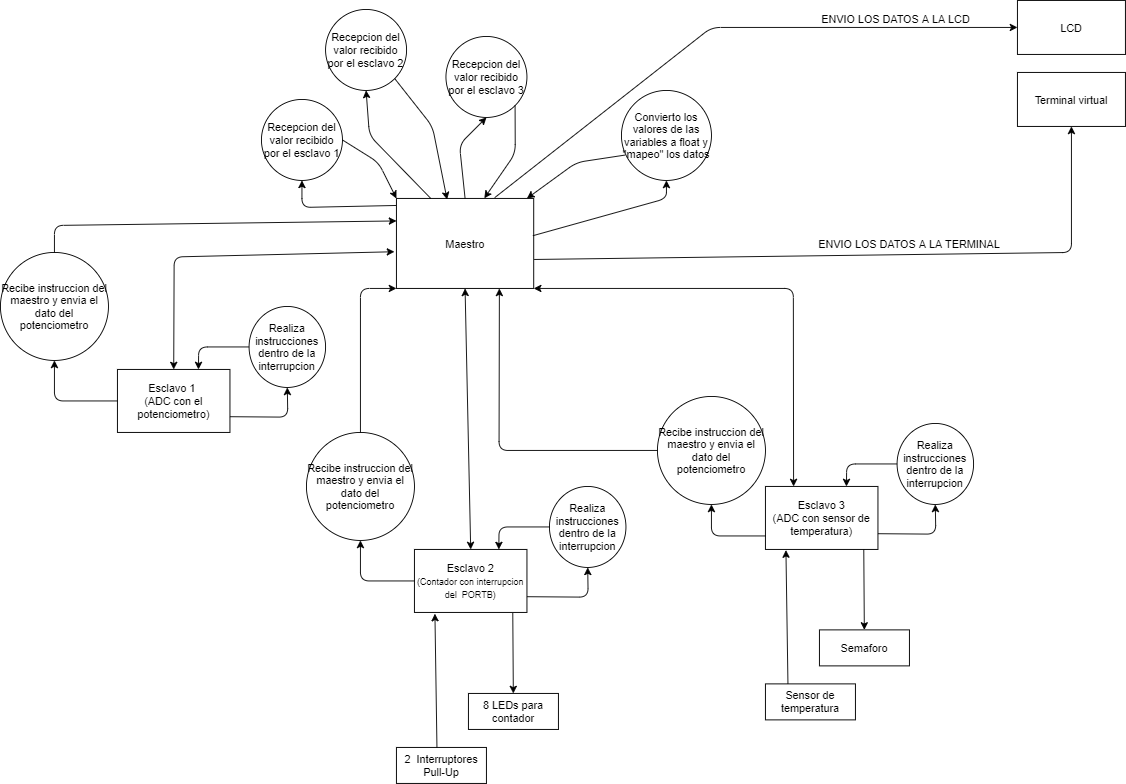 ENVIO LOS DATOS A LA LCD
LCD
Terminal virtual
Recepcion del
valor recibido
por el esclavo 2
Recepcion del
valor recibido
por el esclavo 3
Recepcion del
valor recibido
por el esclavo 1
Convierto los
valores de las
variables a float y
"mapeo" los datos
Maestro
ENVIO LOS DATOS A LA TERMINAL
Recibe instruccion del
maestro y envia el
dato del
potenciometro
Realiza
instrucciones
dentro de la
interrupcion
Esclavo 1
(ADC con el
potenciometro)
Recibe instruccion del
maestro y envia el
dato del
potenciometro
Realiza
instrucciones
dentro de la
interrupcion
Esclavo 2
(Contador con interrupcion
del PORTB)
8 LEDs para
contador
2 Interruptores
Pull-Up
Recibe instruccion del
maestro y envia el
dato del
potenciometro
Realiza
instrucciones
dentro de la
interrupcion
Esclavo 3
(ADC con sensor de
temperatura)
Semaforo
Sensor de
temperatura